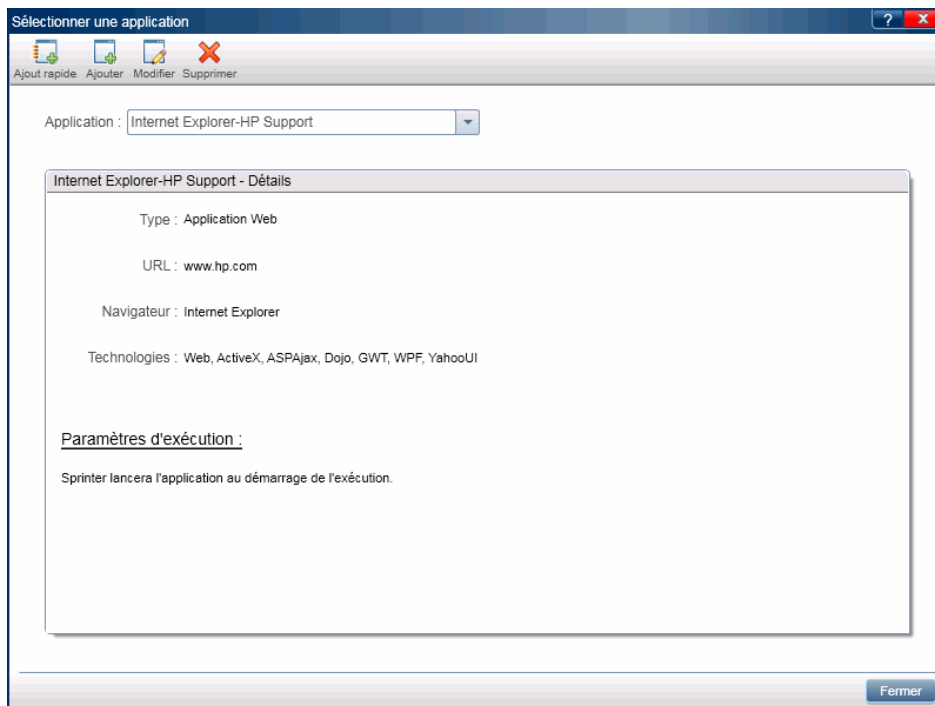 Sélectionner une application
?
X
Ajout rapide Ajouter Modifier Supprimer
Application : Internet Explorer-HP Support
Internet Explorer-HP Support - Détails
Type : Application Web
URL : www.hp.com
Navigateur : Internet Explorer
Technologies : Web, ActiveX, ASPAjax, Dojo, GWT, WPF, YahooUI
Paramètres d'exécution :
Sprinter lancera l'application au démarrage de l'exécution.
Fermer